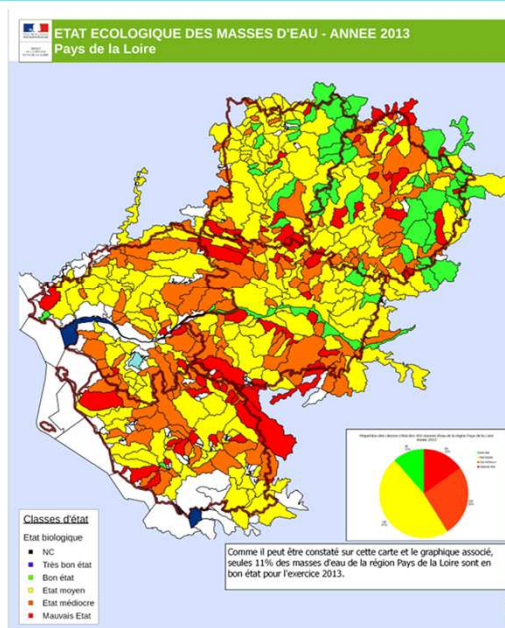 ETAT ECOLOGIQUE DES MASSES D'EAU - ANNEE 2013
Pays de la Loire
Classes d'état
Etat biologique
NC
Très bon état
Bon état
Etat moyen
Etat médiocre
Mauvais Etat
Comme il peut être constaté sur cette carte et le graphique associé,
seules 11% des masses d'eau de la région Pays de la Loire sont en
bon état pour l'exercice 2013.